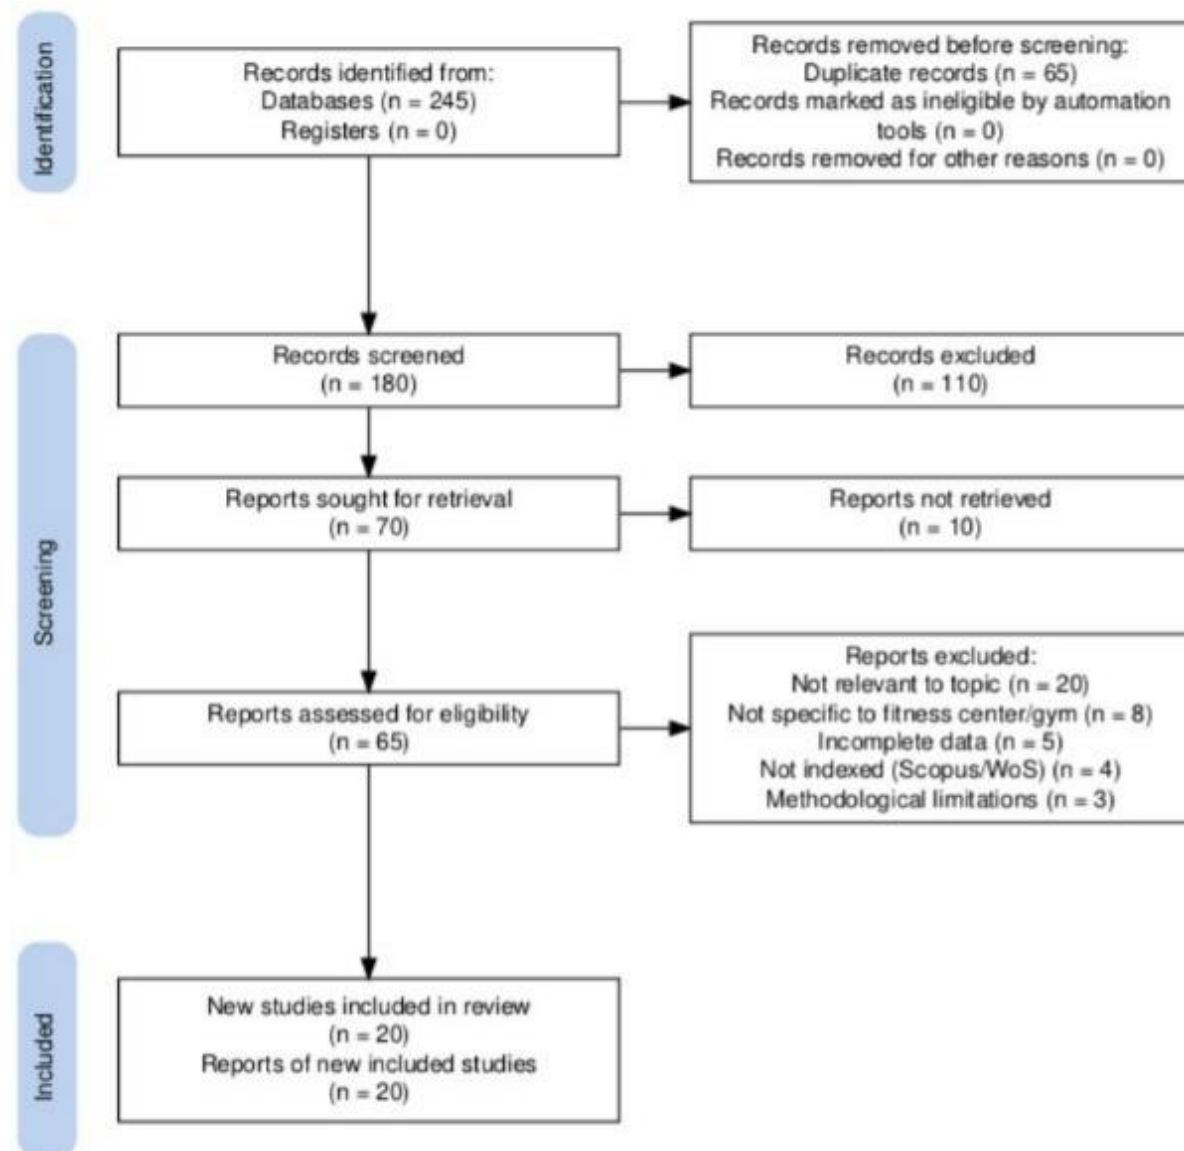 Identification
Records identified from:
Databases (n = 245)
Registers (n = 0)
Records removed before screening:
Duplicate records (n = 65)
Records marked as ineligible by automation
tools (n = 0)
Records removed for other reasons (n = 0)
Screening
Records screened
(n = 180)
Records excluded
(n = 110)
Reports sought for retrieval
(n = 70)
Reports not retrieved
(n = 10)
Reports assessed for eligibility
(n = 65)
Reports excluded:
Not relevant to topic (n = 20)
Not specific to fitness center/gym (n = 8)
Incomplete data (n = 5)
Not indexed (Scopus/WoS) (n = 4)
Methodological limitations (n = 3)
Included
New studies included in review
(n = 20)
Reports of new included studies
(n = 20)